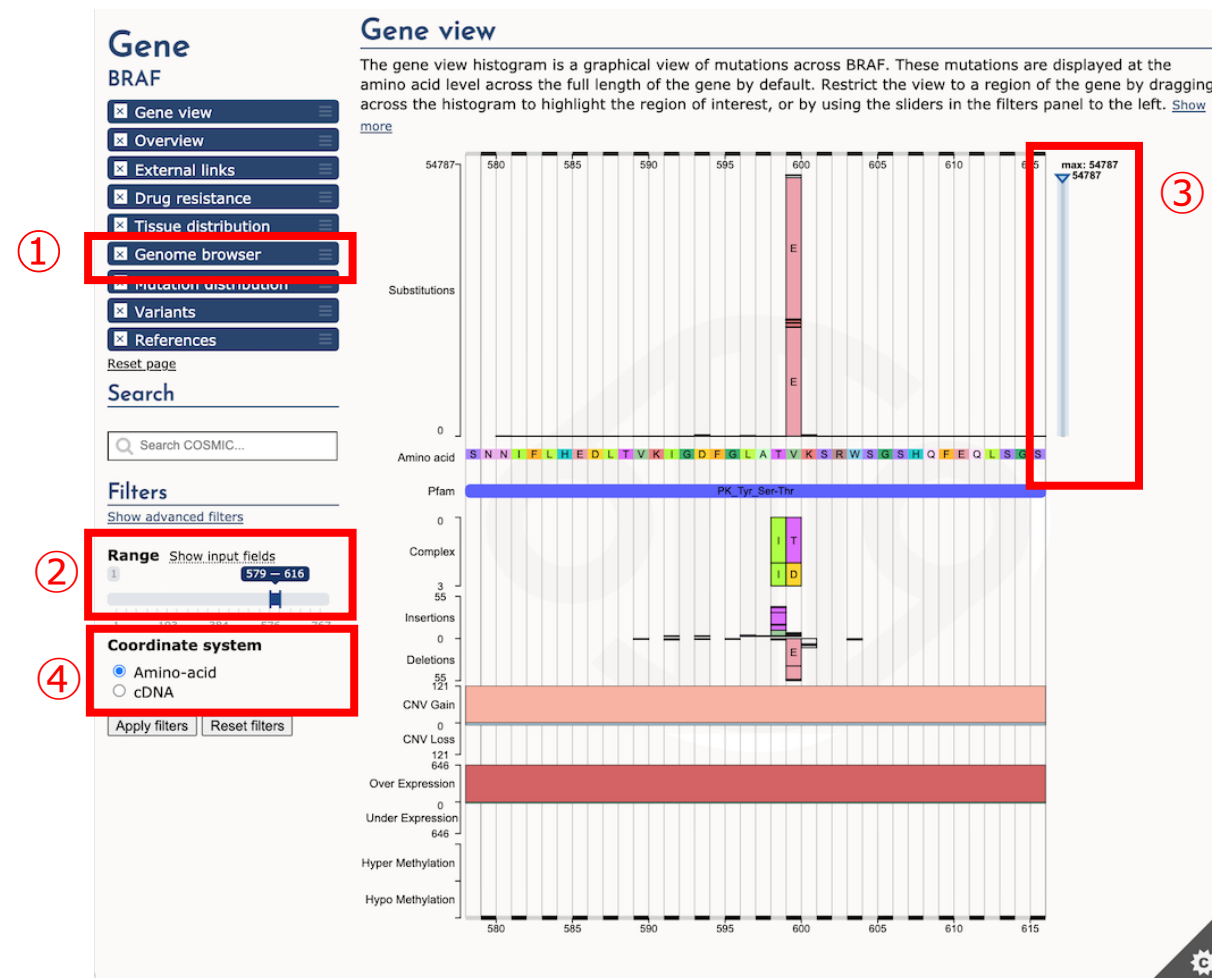 Gene
BRAF
Gene view
Overview
External links
Drug resistance
Tissue distribution
① Genome browser
Mutation distribution
Variants
References
Reset page
Search
Search COSMIC...
Filters
Show advanced filters
② Range Show input fields
1 579 — 616
1 193 384 576 767
④ Coordinate system
Amino-acid
cDNA
Apply filters Reset filters
Gene view
The gene view histogram is a graphical view of mutations across BRAF. These mutations are displayed at the
amino acid level across the full length of the gene by default. Restrict the view to a region of the gene by dragging
across the histogram to highlight the region of interest, or by using the sliders in the filters panel to the left. Show
more
54787 580 585 590 595 600 605 610 615 max: 54787
54787
③
E
Substitutions
E
0
Amino acid S N N I F L H E D L T V K I G D F G L A T V K S R W S G S H Q F E Q L S G S
Pfam PK_Tyr_Ser-Thr
0
Complex I T
I D
3
55
Insertions
0
Deletions E
55
121
CNV Gain
0
CNV Loss
121
646
Over Expression
0
Under Expression
646
Hyper Methylation
Hypo Methylation
580 585 590 595 600 605 610 615
C